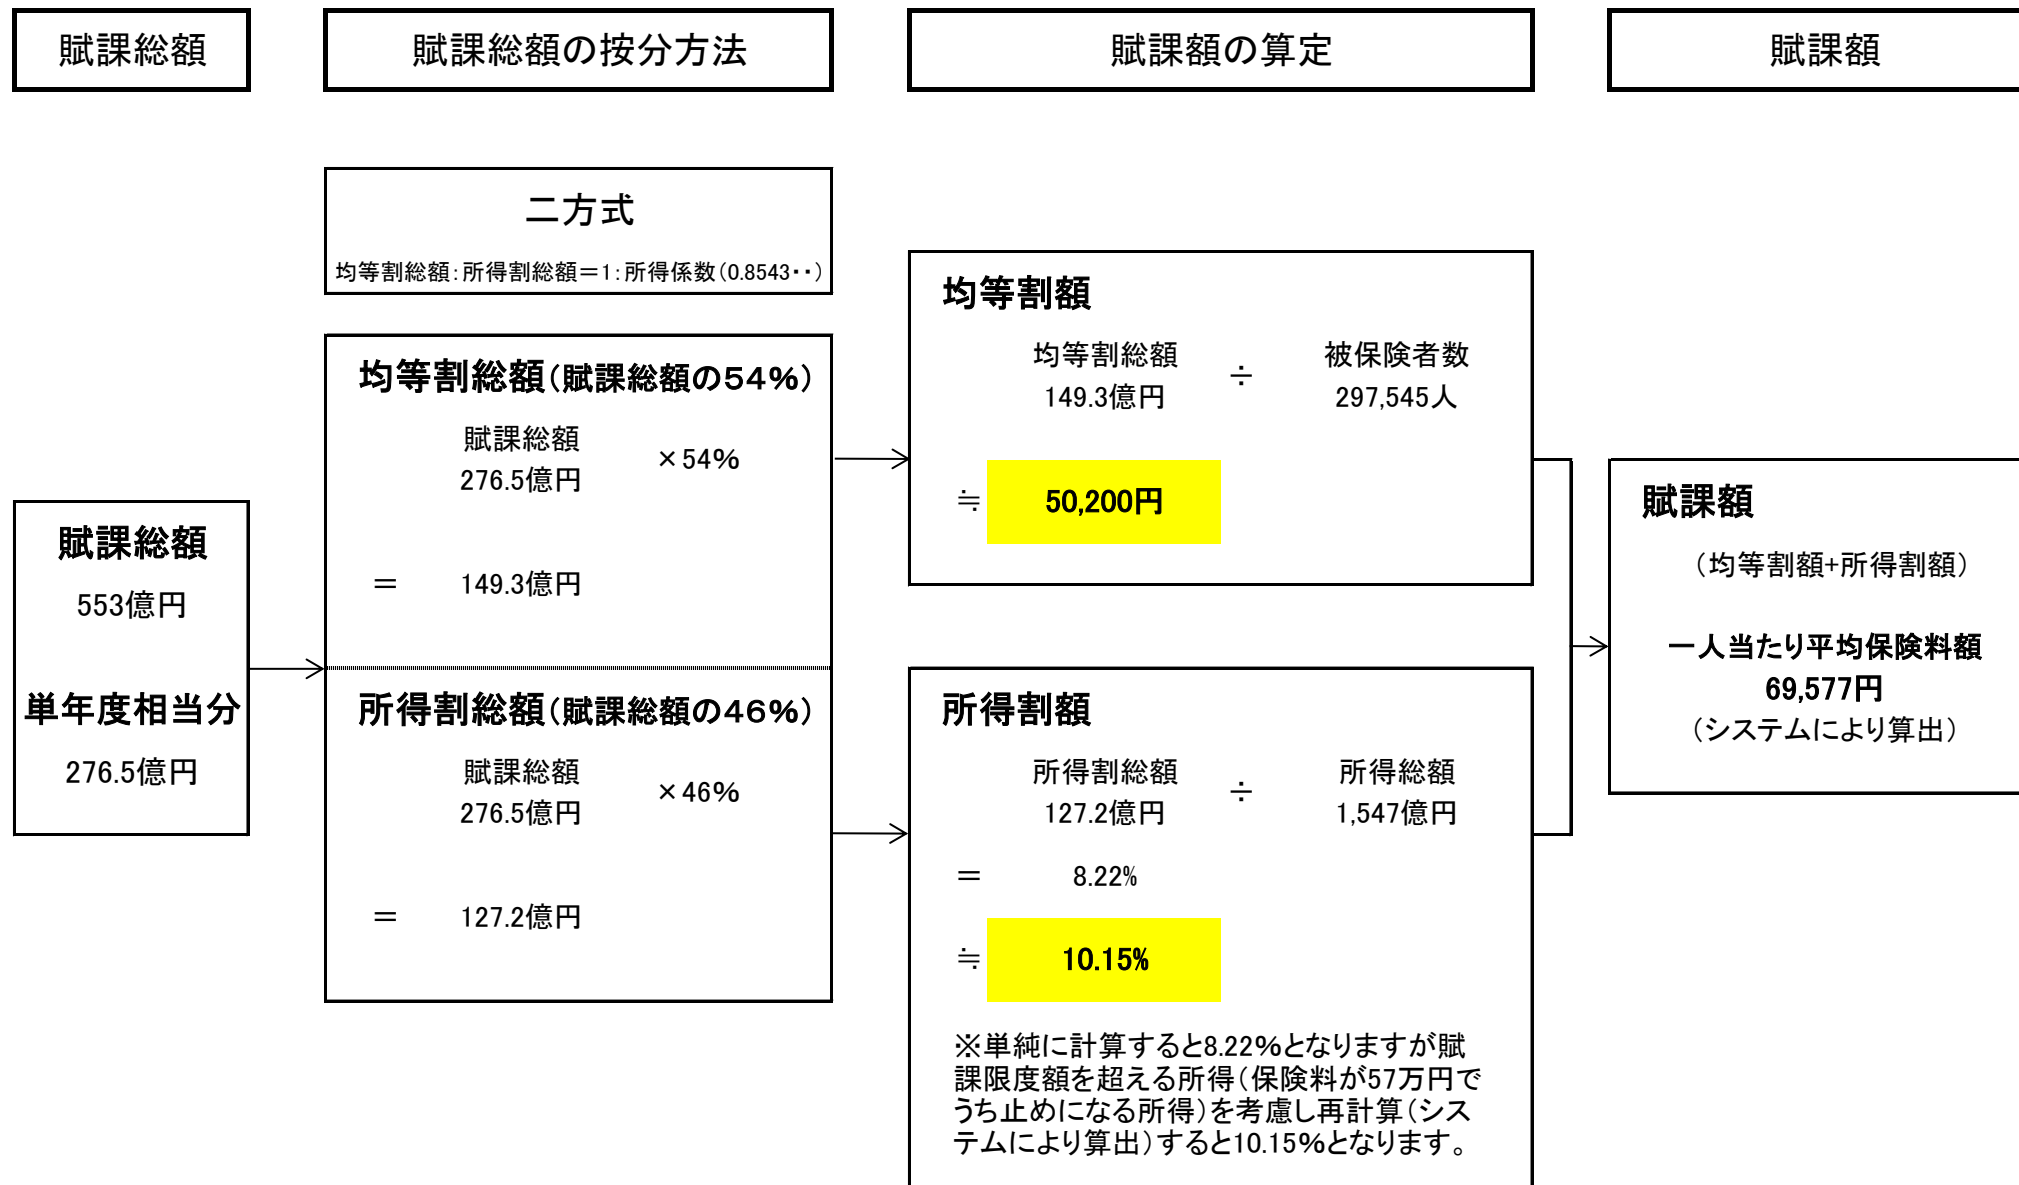 賦課総額
賦課総額の按分方法
賦課額の算定
賦課額
二方式
均等割総額：所得割総額＝1：所得係数（0.8543・・）
賦課総額
553億円
単年度相当分
276.5億円
均等割総額（賦課総額の54%）
賦課総額
276.5億円
×54%
＝ 149.3億円
所得割総額（賦課総額の46%）
賦課総額
276.5億円
×46%
＝ 127.2億円
均等割額
均等割総額 ÷ 被保険者数
149.3億円 297,545人
≒ 50,200円
所得割額
所得割総額 ÷ 所得総額
127.2億円 1,547億円
＝ 8.22%
≒ 10.15%
※単純に計算すると8.22%となりますが賦
課限度額を超える所得（保険料が57万円で
うち止めになる所得）を考慮し再計算（シス
テムにより算出）すると10.15%となります。
賦課額
（均等割額+所得割額）
一人当たり平均保険料額
69,577円
（システムにより算出）